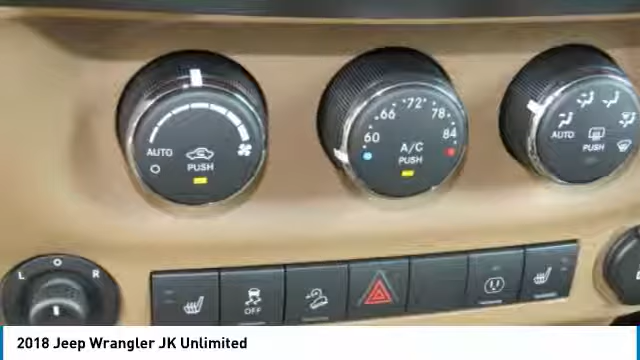 72°
66
78
60
84
AUTO
PUSH
A/C
PUSH
AUTO
PUSH
L
O
R
OFF
2018 Jeep Wrangler JK Unlimited